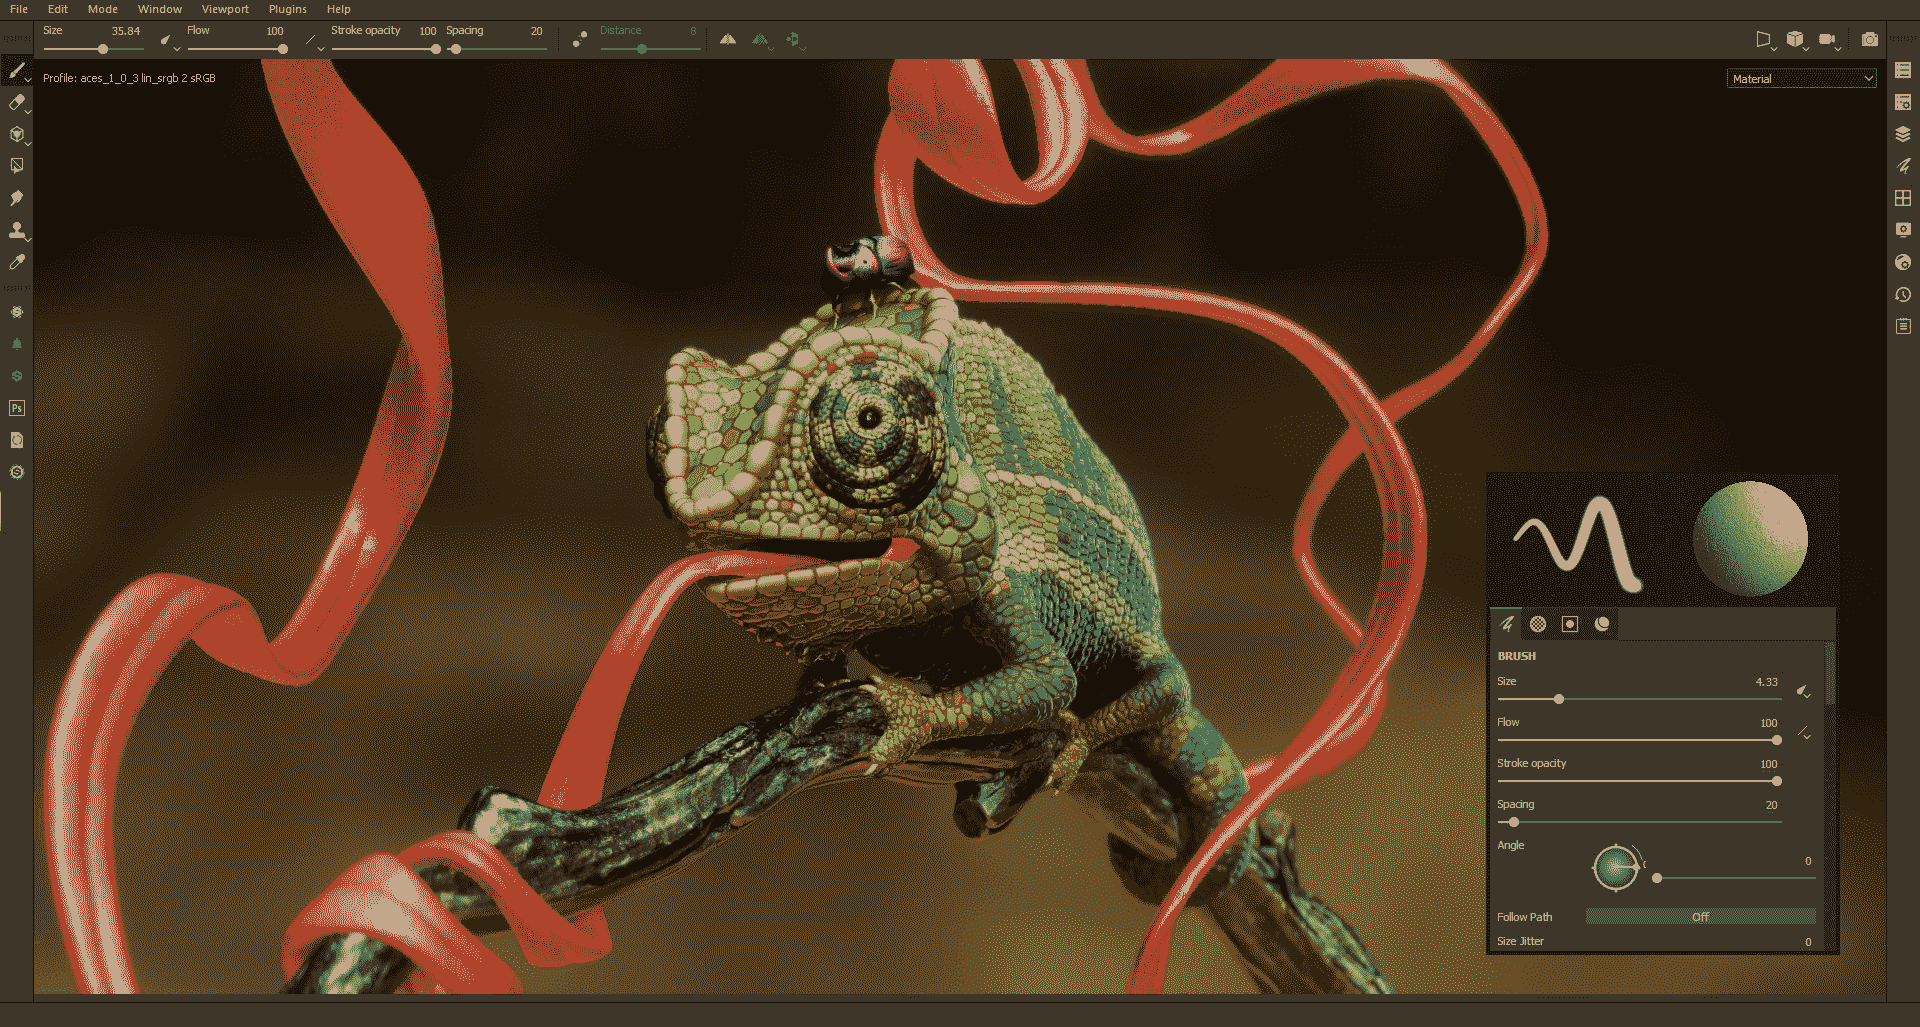 File Edit Mode Window Viewport Plugins Help
Size 35.84 Flow 100 Stroke opacity 100 Spacing 20 Distance 8
Profile: aces_1_0_3 lin_srgb 2 sRGB
Material
Ps
BRUSH
Size 4.33
Flow 100
Stroke opacity 100
Spacing 20
Angle 0
Follow Path Off
Size Jitter 0